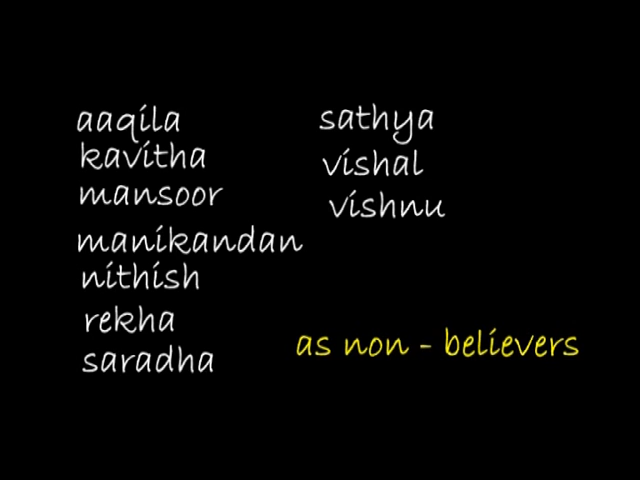 aaqila
kavitha
mansoor
manikandan
nithish
rekha
saradha
sathya
vishal
vishnu
as non - believers